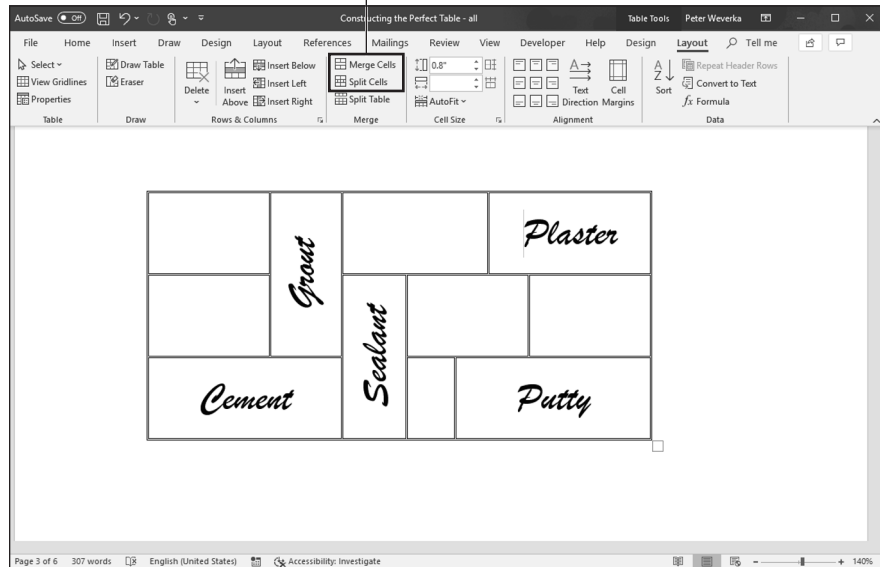 AutoSave Off Constructing the Perfect Table - all Table Tools Peter Weverka
File Home Insert Draw Design Layout References Mailings Review View Developer Help Design Layout Tell me
Select Draw Table Insert Below Merge Cells 0.8" Repeat Header Rows
View Gridlines Eraser Delete Insert Above Insert Left Split Cells Text Direction Cell Margins Sort Convert to Text
Properties Insert Right Split Table AutoFit fx Formula
Table Draw Rows & Columns Merge Cell Size Alignment Data
Grout
Plaster
Sealant
Cement
Putty
Page 3 of 6 307 words English (United States) Accessibility: Investigate 140%